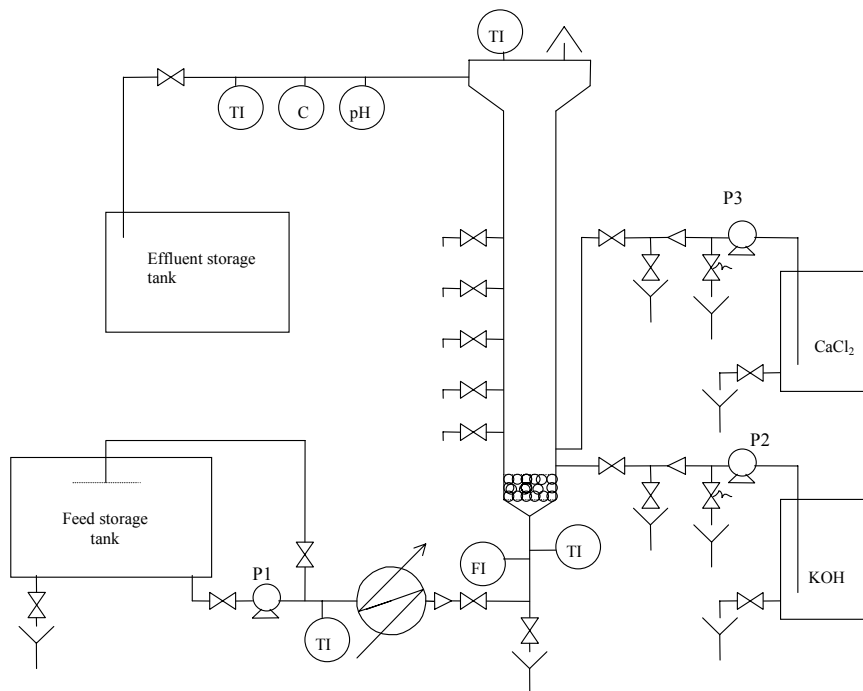 TI
TI
C
pH
P3
Effluent storage
tank
CaCl₂
P2
Feed storage
tank
P1
FI
TI
KOH
TI